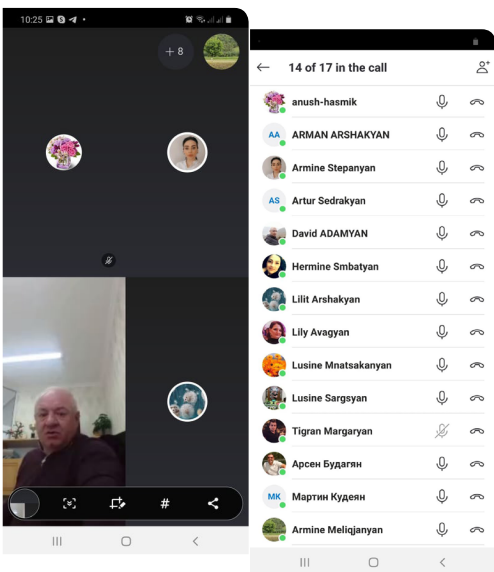 10:25
+ 8
#
14 of 17 in the call
anush-hasmik
AA ARMAN ARSHAKYAN
Armine Stepanyan
AS Artur Sedrakyan
David ADAMYAN
Hermine Smbatyan
Lilit Arshakyan
Lily Avagyan
Lusine Mnatsakanyan
Lusine Sargsyan
Tigran Margaryan
Арсен Будагян
МК Мартин Кудеян
Armine Meliqjanyan